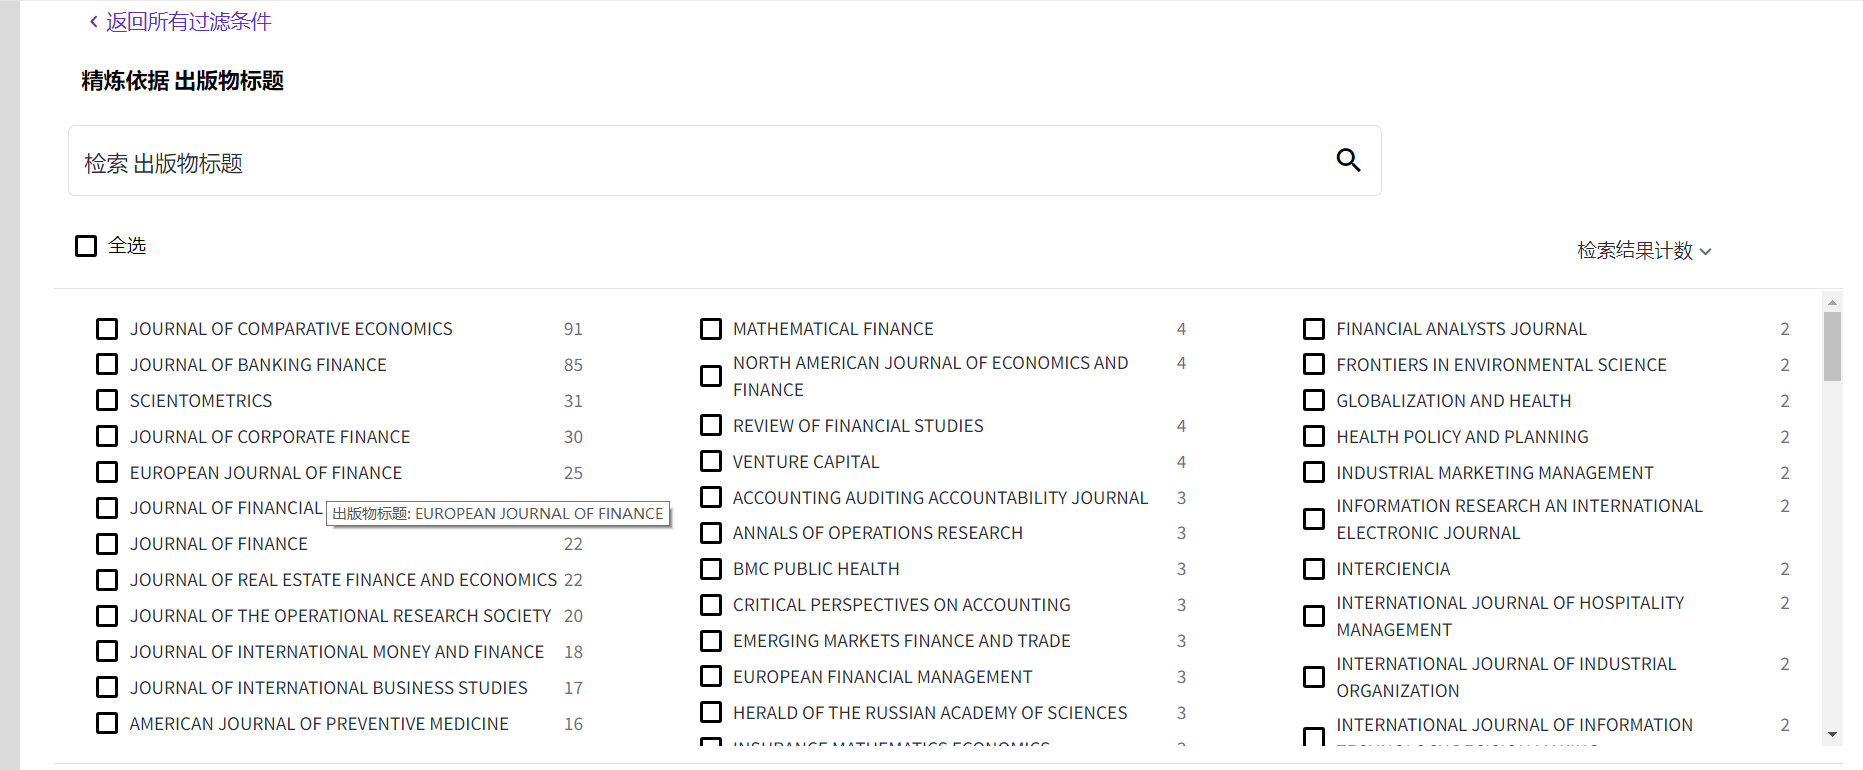 返回所有过滤条件
精炼依据 出版物标题
检索 出版物标题
全选
检索结果计数
JOURNAL OF COMPARATIVE ECONOMICS 91
JOURNAL OF BANKING FINANCE 85
SCIENTOMETRICS 31
JOURNAL OF CORPORATE FINANCE 30
EUROPEAN JOURNAL OF FINANCE 25
JOURNAL OF FINANCIAL
出版物标题: EUROPEAN JOURNAL OF FINANCE
JOURNAL OF FINANCE 22
JOURNAL OF REAL ESTATE FINANCE AND ECONOMICS 22
JOURNAL OF THE OPERATIONAL RESEARCH SOCIETY 20
JOURNAL OF INTERNATIONAL MONEY AND FINANCE 18
JOURNAL OF INTERNATIONAL BUSINESS STUDIES 17
AMERICAN JOURNAL OF PREVENTIVE MEDICINE 16
MATHEMATICAL FINANCE 4
NORTH AMERICAN JOURNAL OF ECONOMICS AND 4
FINANCE
REVIEW OF FINANCIAL STUDIES 4
VENTURE CAPITAL 4
ACCOUNTING AUDITING ACCOUNTABILITY JOURNAL 3
ANNALS OF OPERATIONS RESEARCH 3
BMC PUBLIC HEALTH 3
CRITICAL PERSPECTIVES ON ACCOUNTING 3
EMERGING MARKETS FINANCE AND TRADE 3
EUROPEAN FINANCIAL MANAGEMENT 3
HERALD OF THE RUSSIAN ACADEMY OF SCIENCES 3
INSURANCE MATHEMATICS ECONOMICS
FINANCIAL ANALYSTS JOURNAL 2
FRONTIERS IN ENVIRONMENTAL SCIENCE 2
GLOBALIZATION AND HEALTH 2
HEALTH POLICY AND PLANNING 2
INDUSTRIAL MARKETING MANAGEMENT 2
INFORMATION RESEARCH AN INTERNATIONAL 2
ELECTRONIC JOURNAL
INTERCIENCIA 2
INTERNATIONAL JOURNAL OF HOSPITALITY 2
MANAGEMENT
INTERNATIONAL JOURNAL OF INDUSTRIAL 2
ORGANIZATION
INTERNATIONAL JOURNAL OF INFORMATION 2